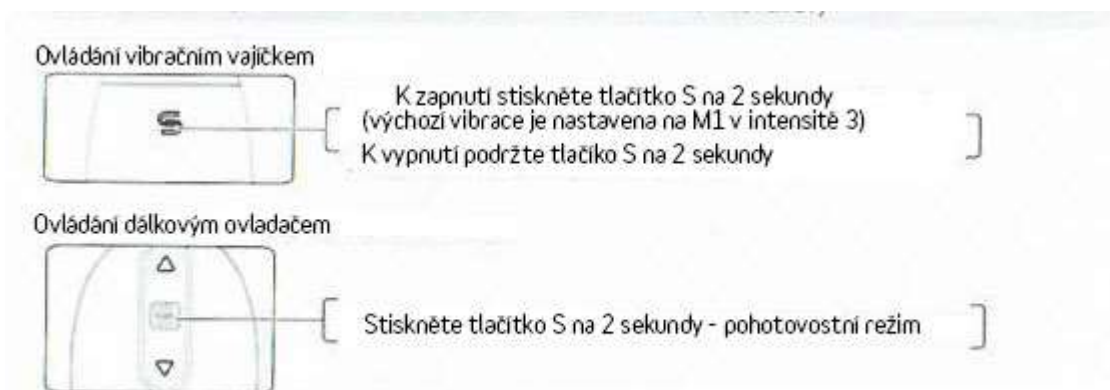 Ovládání vibračním vajíčkem
K zapnutí stiskněte tlačítko S na 2 sekundy
(výchozí vibrace je nastavena na M1 v intensitě 3)
K vypnutí podržte tlačíko S na 2 sekundy
Ovládání dálkovým ovladačem
Stiskněte tlačítko S na 2 sekundy - pohotovostní režim